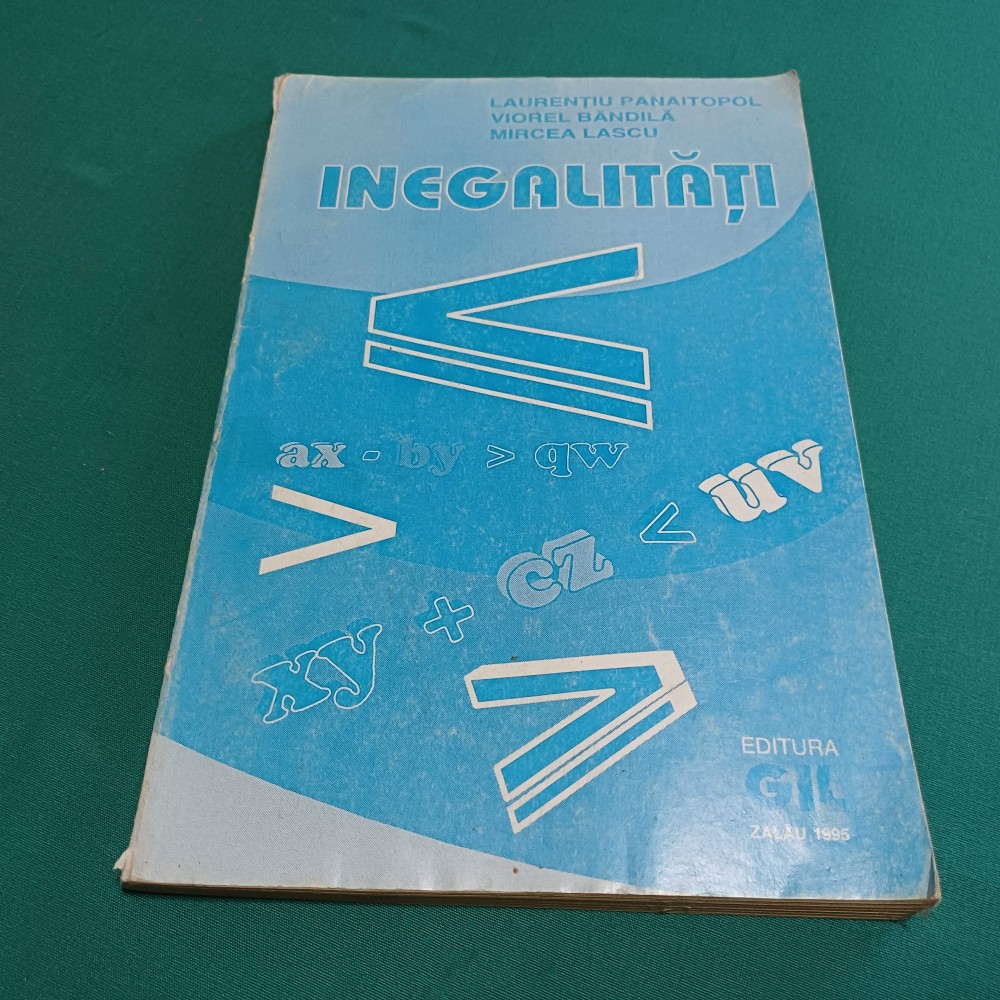 LAURENȚIU PANAITOPOL
VIOREL BĂNDILĂ
MIRCEA LASCU
INEGALITĂȚI
≤
ax - by > qw
>
xy + cz < uv
≥
EDITURA
GIL
ZALĂU 1995